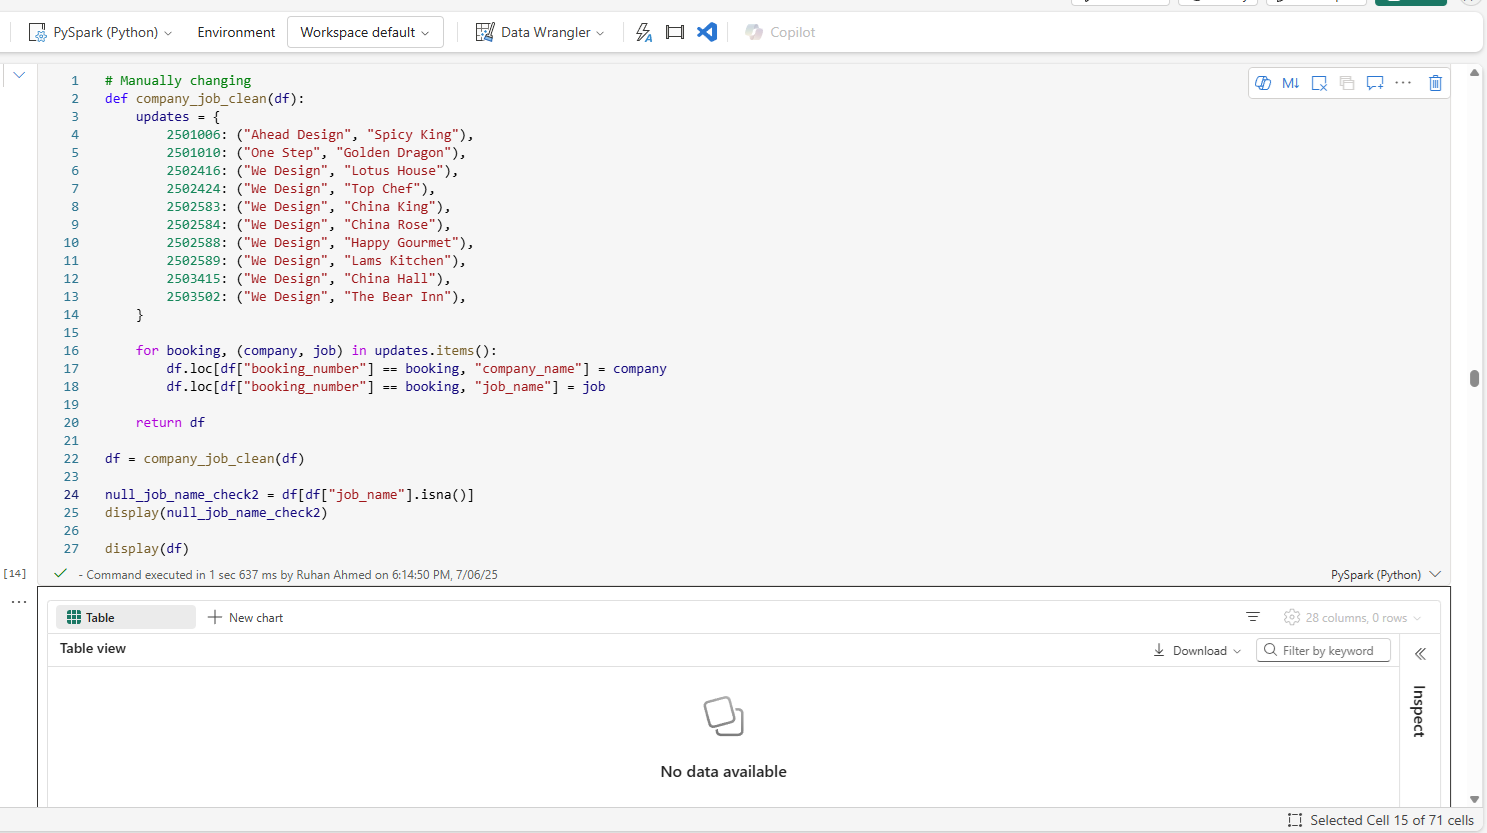 PySpark (Python)
Environment
Workspace default
Data Wrangler
Copilot
1 # Manually changing
2 def company_job_clean(df):
3 updates = {
4 2501006: ("Ahead Design", "Spicy King"),
5 2501010: ("One Step", "Golden Dragon"),
6 2502416: ("We Design", "Lotus House"),
7 2502424: ("We Design", "Top Chef"),
8 2502583: ("We Design", "China King"),
9 2502584: ("We Design", "China Rose"),
10 2502588: ("We Design", "Happy Gourmet"),
11 2502589: ("We Design", "Lams Kitchen"),
12 2503415: ("We Design", "China Hall"),
13 2503502: ("We Design", "The Bear Inn"),
14 }
15
16 for booking, (company, job) in updates.items():
17 df.loc[df["booking_number"] == booking, "company_name"] = company
18 df.loc[df["booking_number"] == booking, "job_name"] = job
19
20 return df
21
22 df = company_job_clean(df)
23
24 null_job_name_check2 = df[df["job_name"].isna()]
25 display(null_job_name_check2)
26
27 display(df)
M↓
[14]
- Command executed in 1 sec 637 ms by Ruhan Ahmed on 6:14:50 PM, 7/06/25
PySpark (Python)
Table
New chart
28 columns, 0 rows
Table view
Download
Filter by keyword
Inspect
No data available
Selected Cell 15 of 71 cells